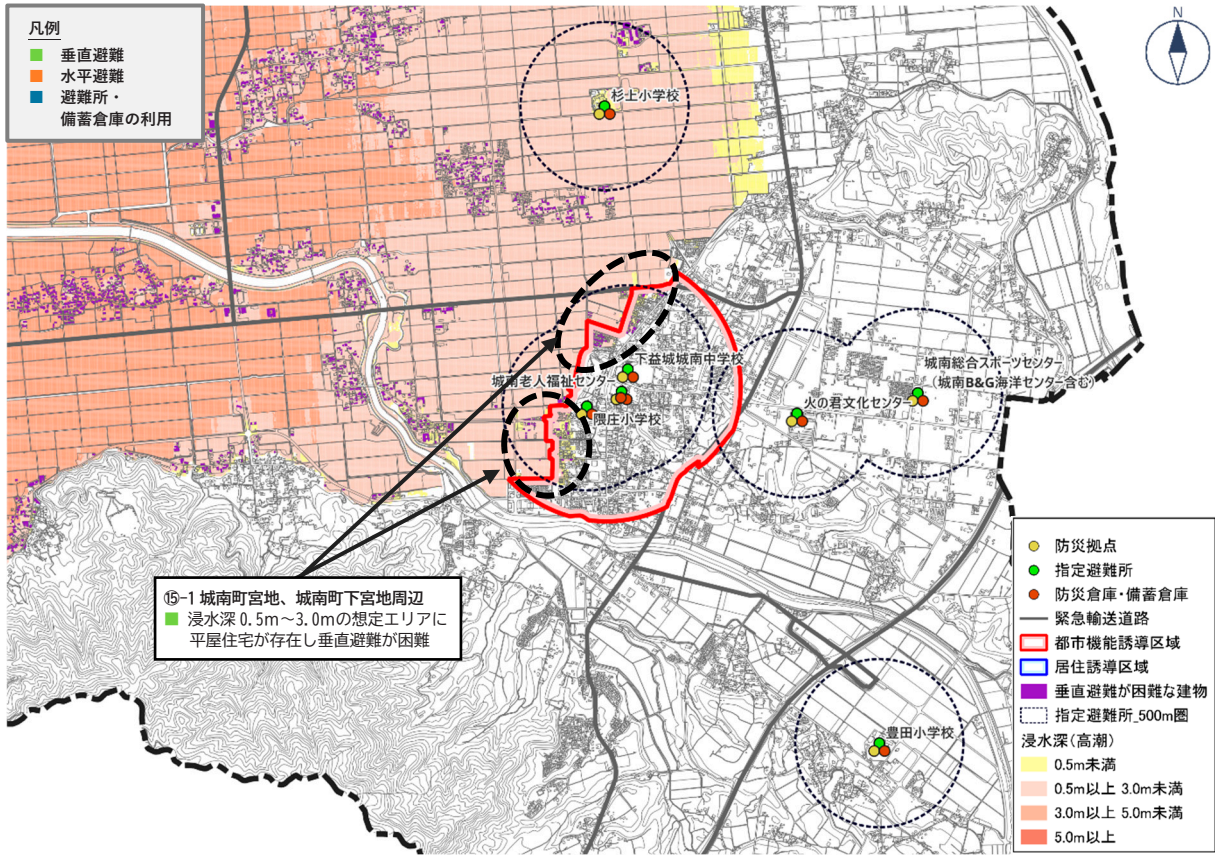 凡例
垂直避難
水平避難
避難所・
備蓄倉庫の利用
N
杉上小学校
下益城城南中学校
城南老人福祉センター
隈庄小学校
城南総合スポーツセンター
（城南B&G海洋センター含む）
火の君文化センター
⑮-1 城南町宮地、城南町下宮地周辺
浸水深 0.5m～3.0mの想定エリアに
平屋住宅が存在し垂直避難が困難
豊田小学校
防災拠点
指定避難所
防災倉庫・備蓄倉庫
緊急輸送道路
都市機能誘導区域
居住誘導区域
垂直避難が困難な建物
指定避難所_500m圏
浸水深（高潮）
0.5m未満
0.5m以上 3.0m未満
3.0m以上 5.0m未満
5.0m以上